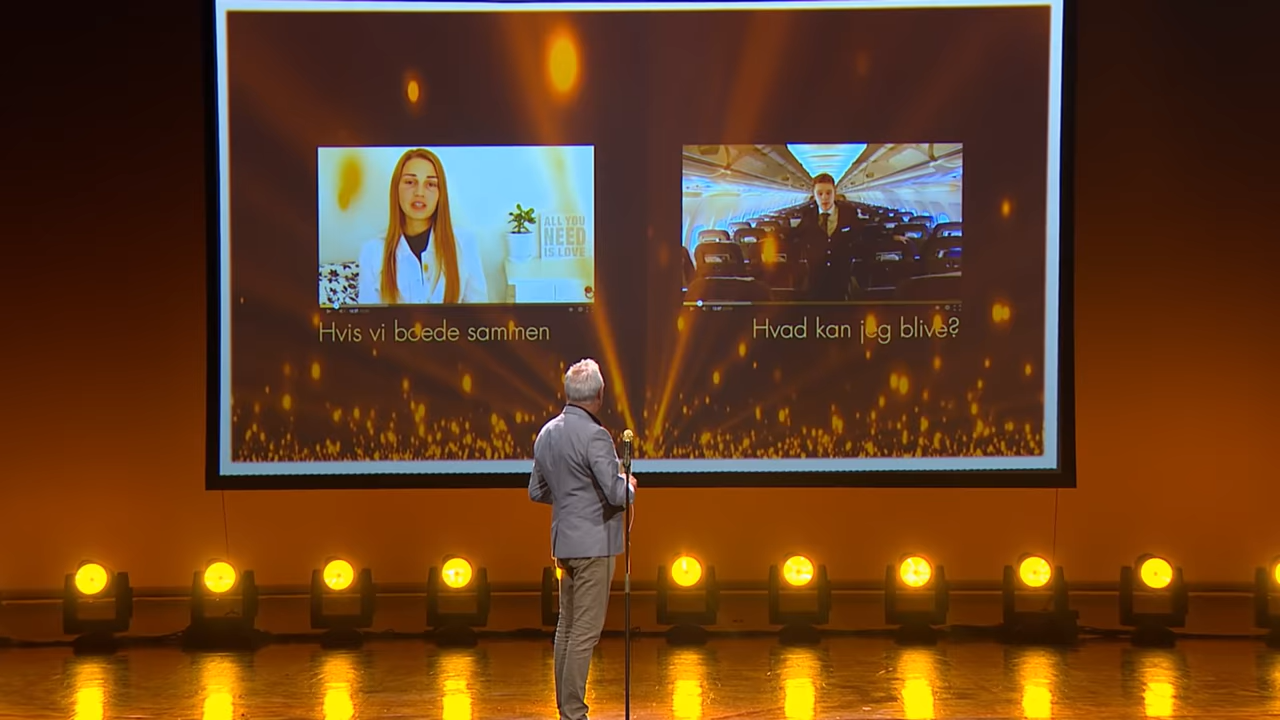 ALL YOU
NEED
IS LOVE
Hvis vi boede sammen
Hvad kan jeg blive?